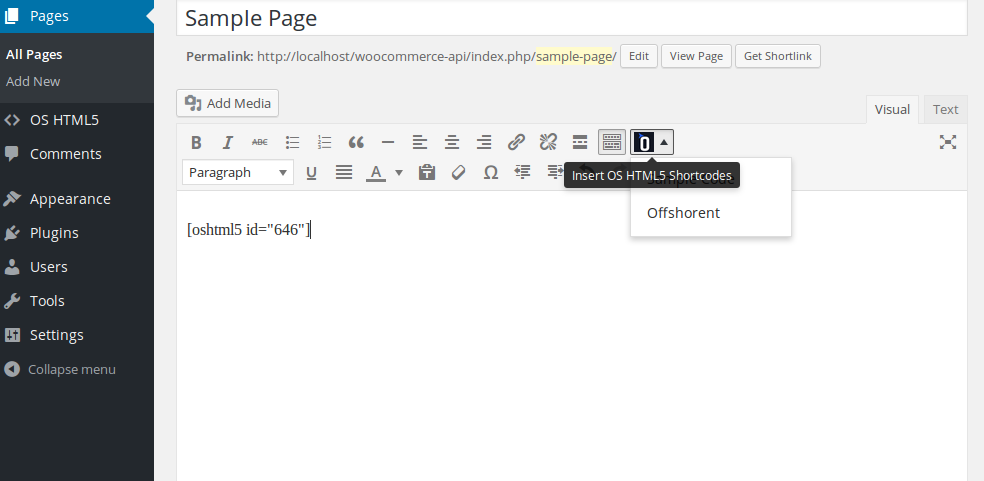 Pages
All Pages
Add New
OS HTML5
Comments
Appearance
Plugins
Users
Tools
Settings
Collapse menu
Sample Page
Permalink: http://localhost/woocommerce-api/index.php/sample-page/ Edit View Page Get Shortlink
Add Media
Visual Text
B I ABC
Paragraph U A Ω
Insert OS HTML5 Shortcodes
Offshorent
[oshtml5 id="646"]